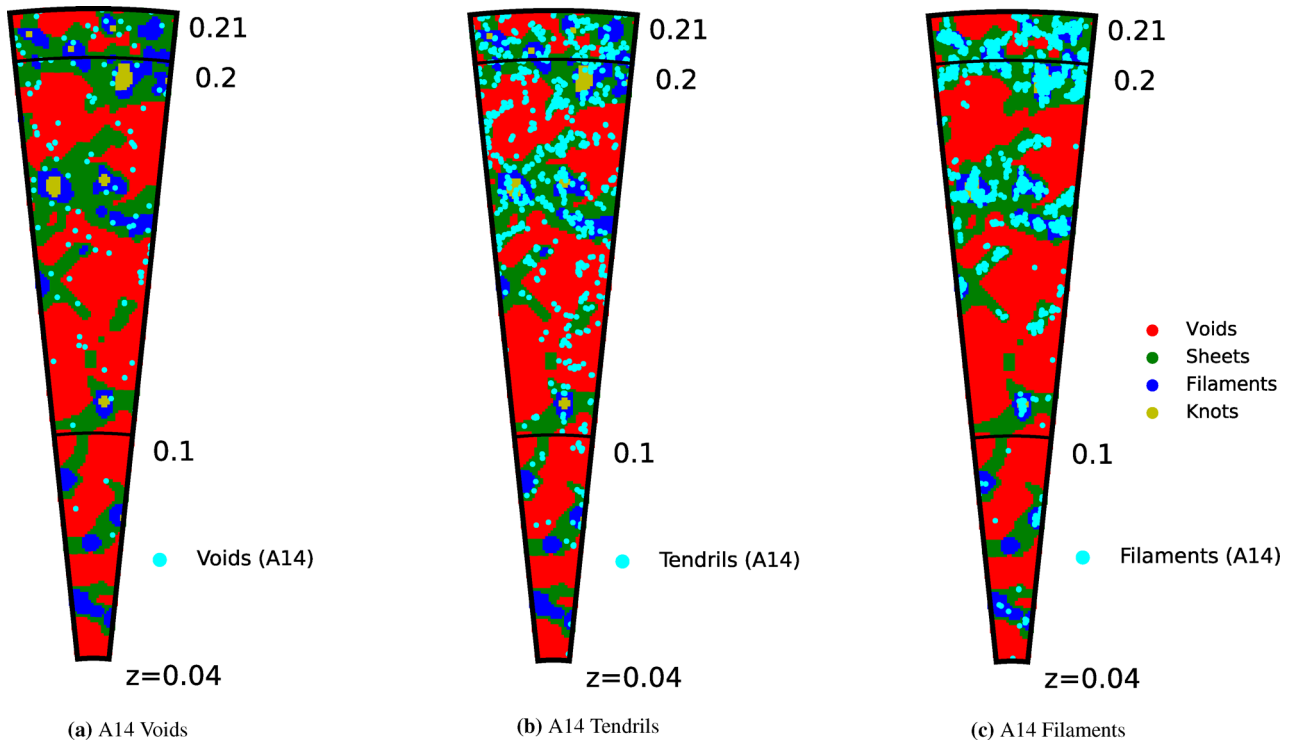 0.21
0.2
0.1
Voids (A14)
z=0.04
(a) A14 Voids
0.21
0.2
0.1
Tendrils (A14)
z=0.04
(b) A14 Tendrils
0.21
0.2
Voids
Sheets
Filaments
Knots
0.1
Filaments (A14)
z=0.04
(c) A14 Filaments